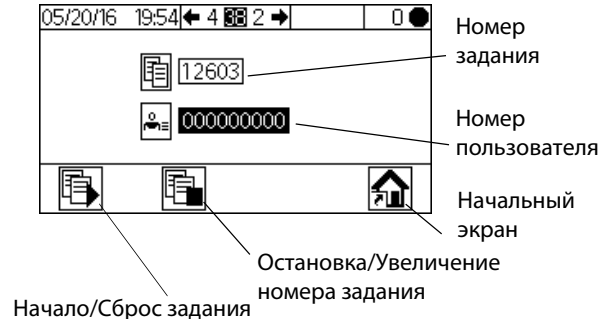 05/20/16 19:54 4 38 2 0
Номер
задания
12603
000000000
Номер
пользователя
Начальный
экран
Остановка/Увеличение
номера задания
Начало/Сброс задания